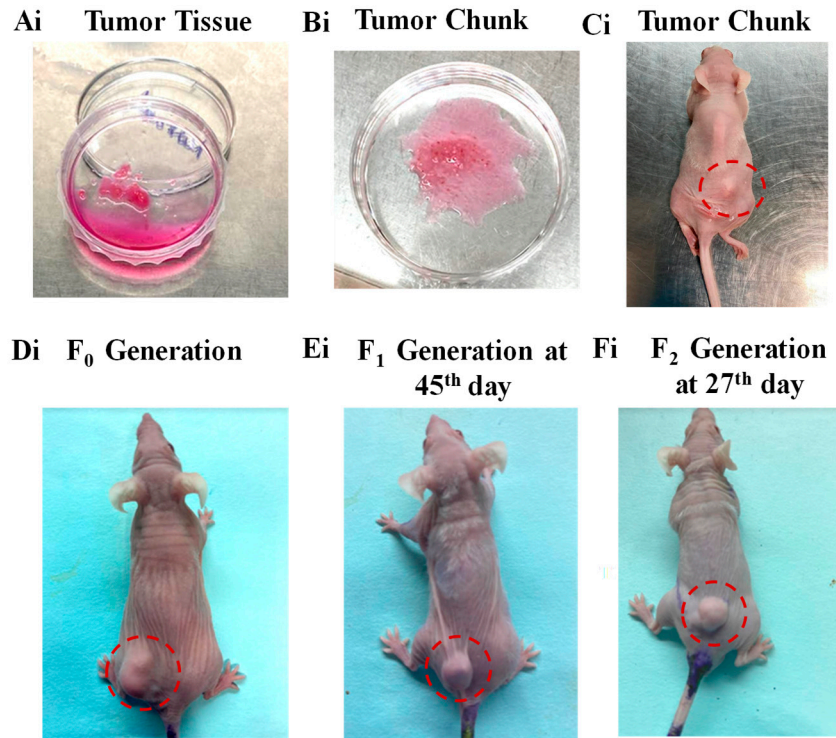 Ai Tumor Tissue
Bi Tumor Chunk
Ci Tumor Chunk
Di F₀ Generation
Ei F₁ Generation at
45ᵗʰ day
Fi F₂ Generation
at 27ᵗʰ day